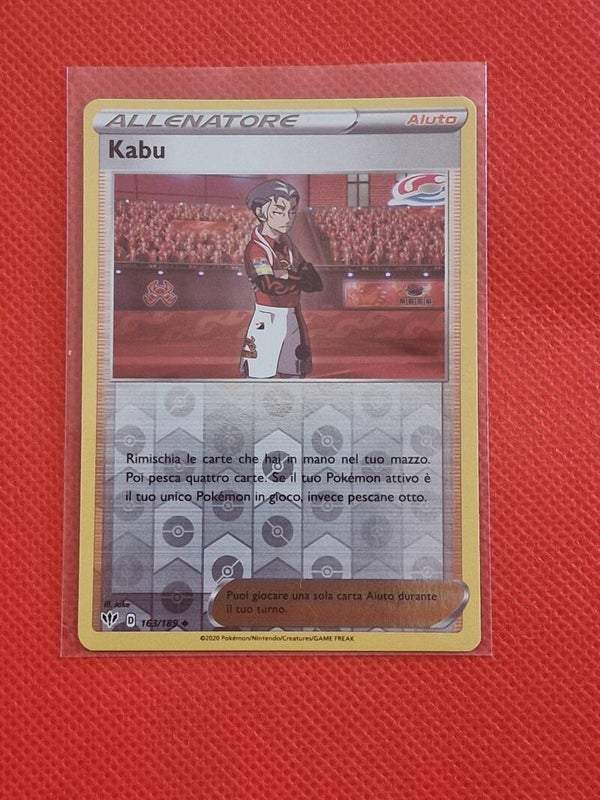 ALLENATORE Aiuto
Kabu
Rimischia le carte che hai in mano nel tuo mazzo.
Poi pesca quattro carte. Se il tuo Pokémon attivo è
il tuo unico Pokémon in gioco, invece pescane otto.
Puoi giocare una sola carta Aiuto durante
il tuo turno.
ill. take
D 163/189
©2020 Pokémon/Nintendo/Creatures/GAME FREAK